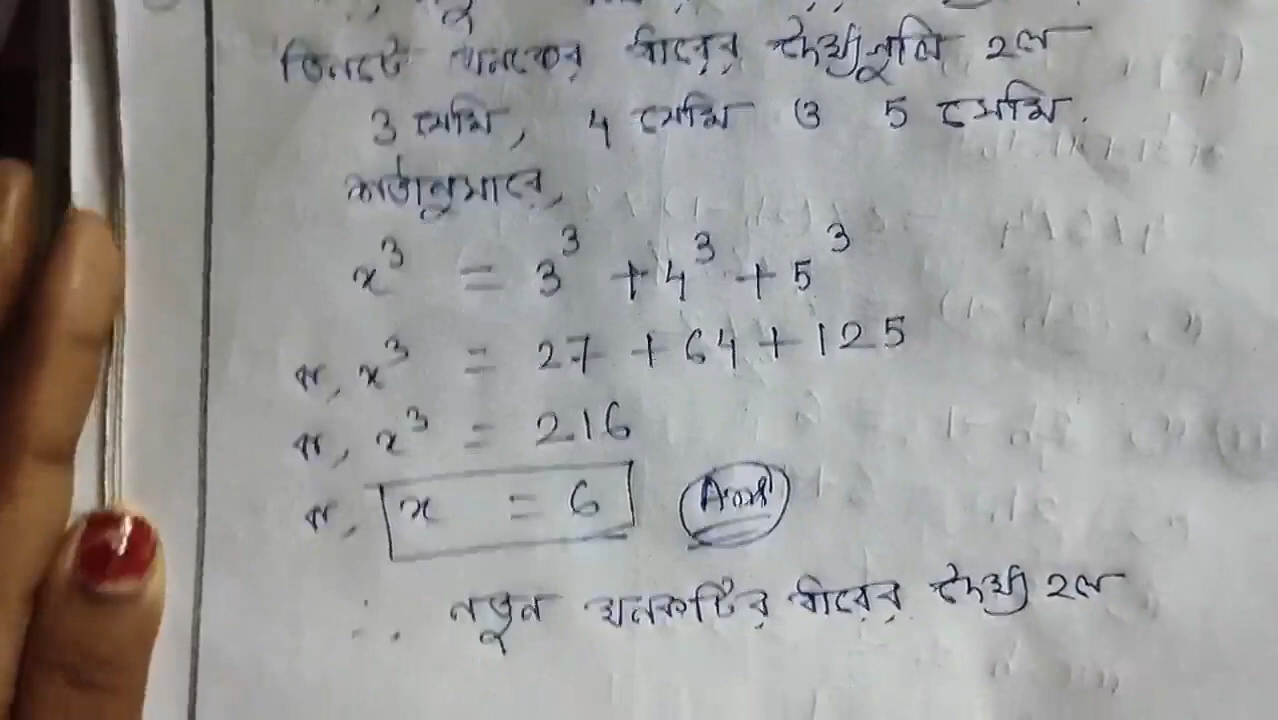 তিনটি ঘনকের ধারের দৈর্ঘ্যগুলি হল
3 সেমি, 4 সেমি ও 5 সেমি.
শর্তানুসারে,
x³ = 3³ + 4³ + 5³
বা, x³ = 27 + 64 + 125
বা, x³ = 216
বা, x = 6 Ans
∴ নতুন ঘনকটির ধারের দৈর্ঘ্য হল